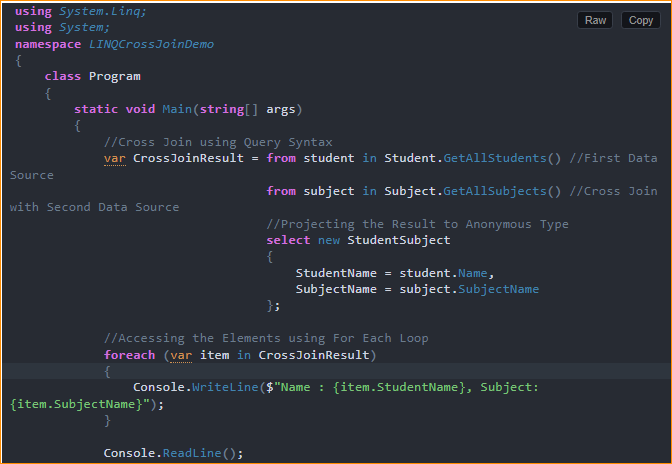 using System.Linq;
Raw Copy
using System;
namespace LINQCrossJoinDemo
{
class Program
{
static void Main(string[] args)
{
//Cross Join using Query Syntax
var CrossJoinResult = from student in Student.GetAllStudents() //First Data
Source
from subject in Subject.GetAllSubjects() //Cross Join
with Second Data Source
//Projecting the Result to Anonymous Type
select new StudentSubject
{
StudentName = student.Name,
SubjectName = subject.SubjectName
};
//Accessing the Elements using For Each Loop
foreach (var item in CrossJoinResult)
{
Console.WriteLine($"Name : {item.StudentName}, Subject:
{item.SubjectName}");
}
Console.ReadLine();